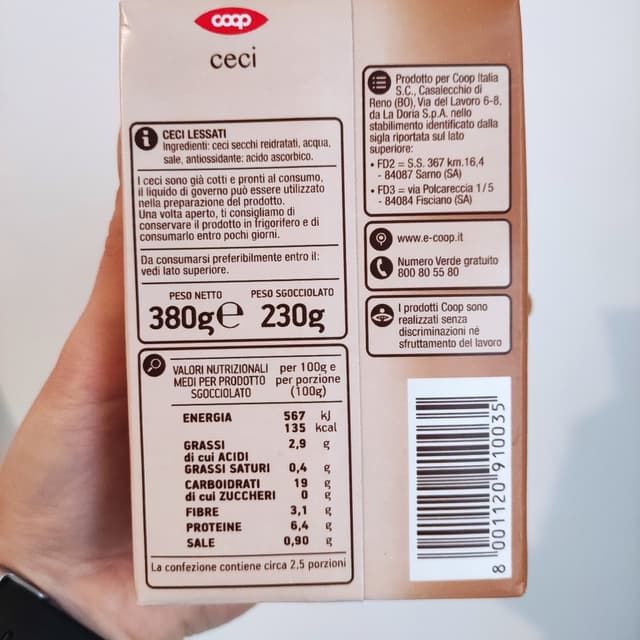 coop
ceci
CECI LESSATI
Ingredienti: ceci secchi reidratati, acqua,
sale, antiossidante: acido ascorbico.
I ceci sono già cotti e pronti al consumo,
il liquido di governo può essere utilizzato
nella preparazione del prodotto.
Una volta aperto, ti consigliamo di
conservare il prodotto in frigorifero e di
consumarlo entro pochi giorni.
Da consumarsi preferibilmente entro il:
vedi lato superiore.
PESO NETTO PESO SGOCCIOLATO
380g℮ 230g
VALORI NUTRIZIONALI per 100g e
MEDI PER PRODOTTO per porzione
SGOCCIOLATO (100g)
ENERGIA 567 kJ
135 kcal
GRASSI 2,9 g
di cui ACIDI
GRASSI SATURI 0,4 g
CARBOIDRATI 19 g
di cui ZUCCHERI 0 g
FIBRE 3,1 g
PROTEINE 6,4 g
SALE 0,90 g
La confezione contiene circa 2,5 porzioni
Prodotto per Coop Italia
S.C., Casalecchio di
Reno (BO), Via del Lavoro 6-8,
da La Doria S.p.A. nello
stabilimento identificato dalla
sigla riportata sul lato
superiore:
• FD2 = S.S. 367 km.16,4
- 84087 Sarno (SA)
• FD3 = via Polcareccia 1/5
- 84084 Fisciano (SA)
www.e-coop.it
Numero Verde gratuito
800 80 55 80
I prodotti Coop sono
realizzati senza
discriminazioni né
sfruttamento del lavoro
8 001120 910035